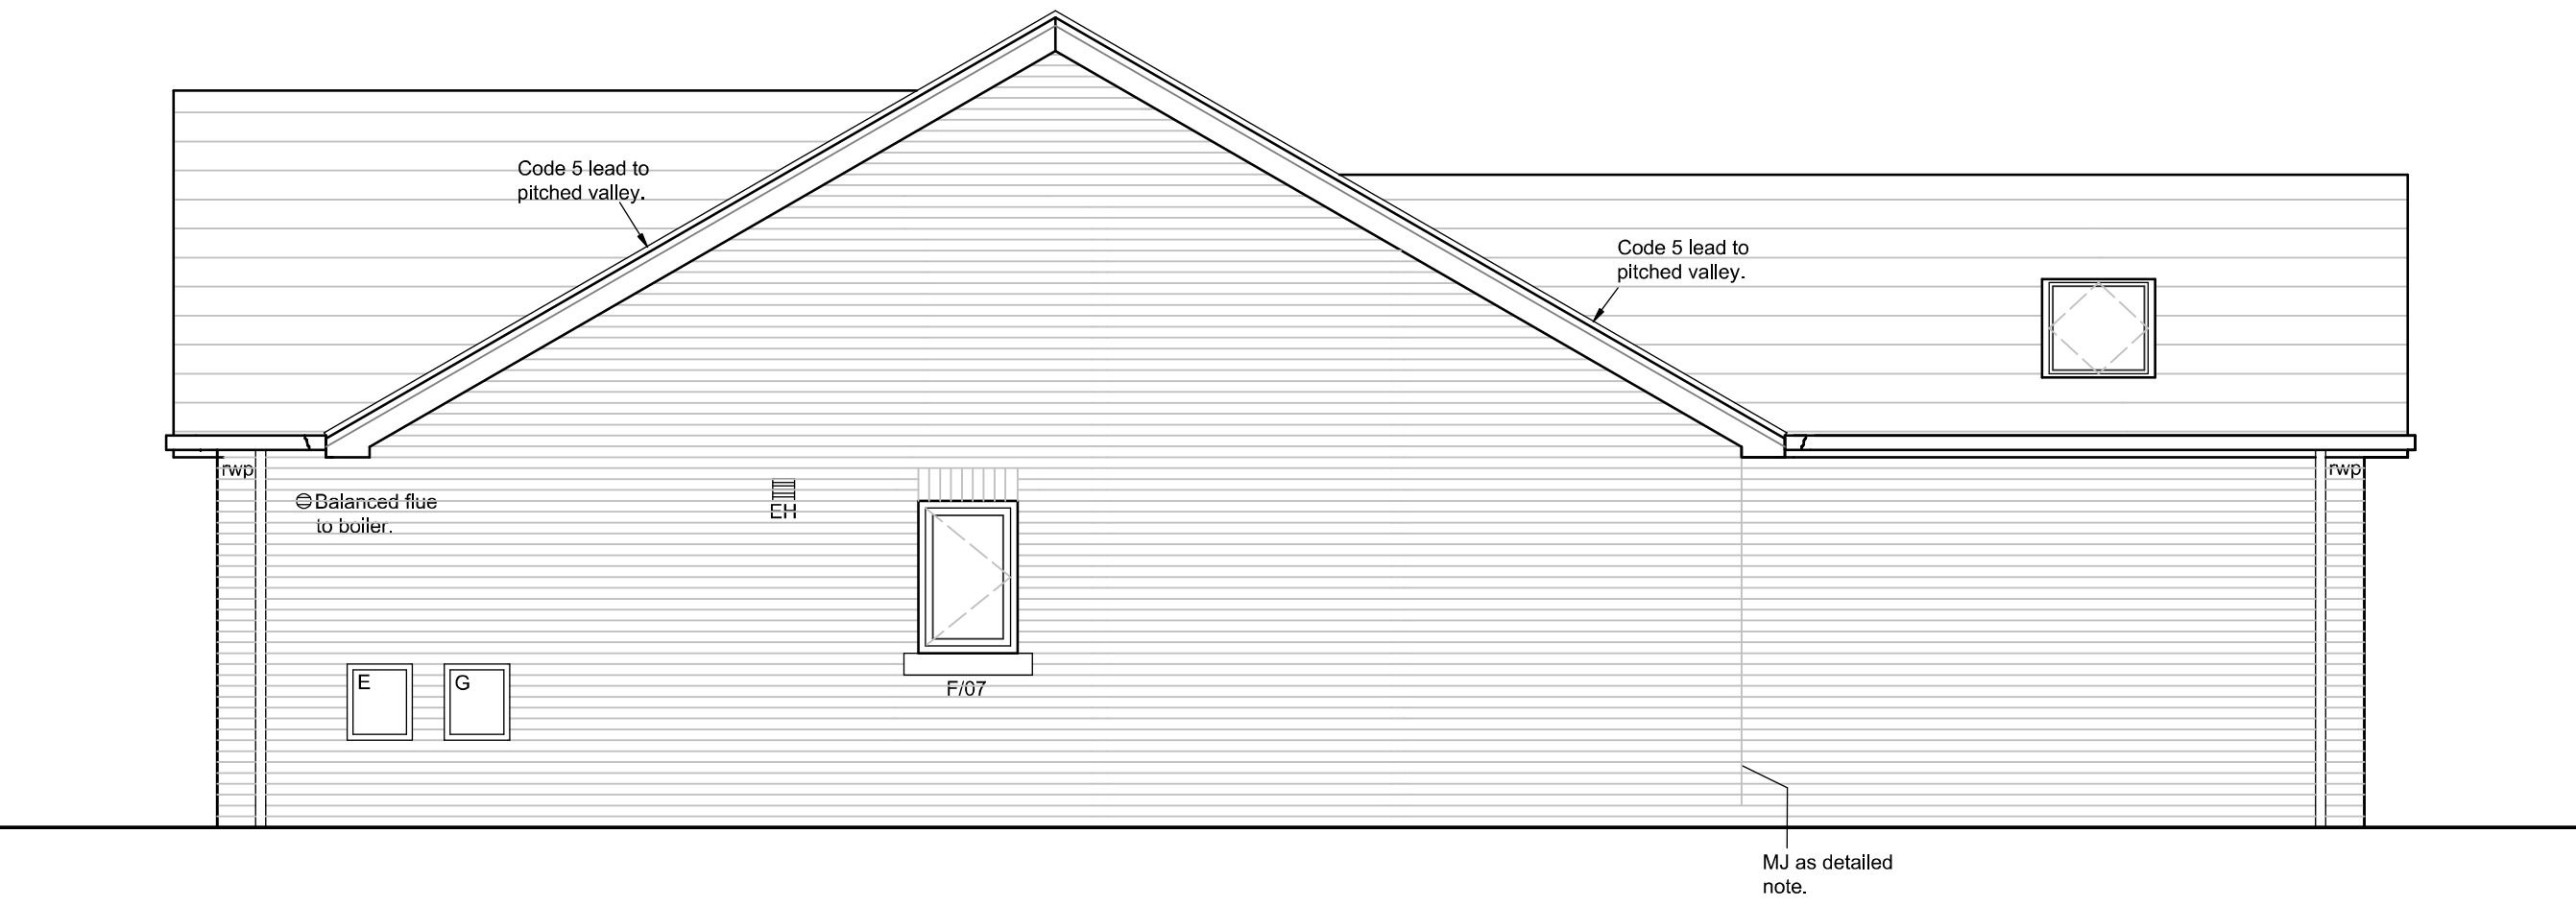 Code 5 lead to
pitched valley.
Code 5 lead to
pitched valley.
rwp
rwp
Balanced flue
to boiler.
EH
E
G
F/07
MJ as detailed
note.